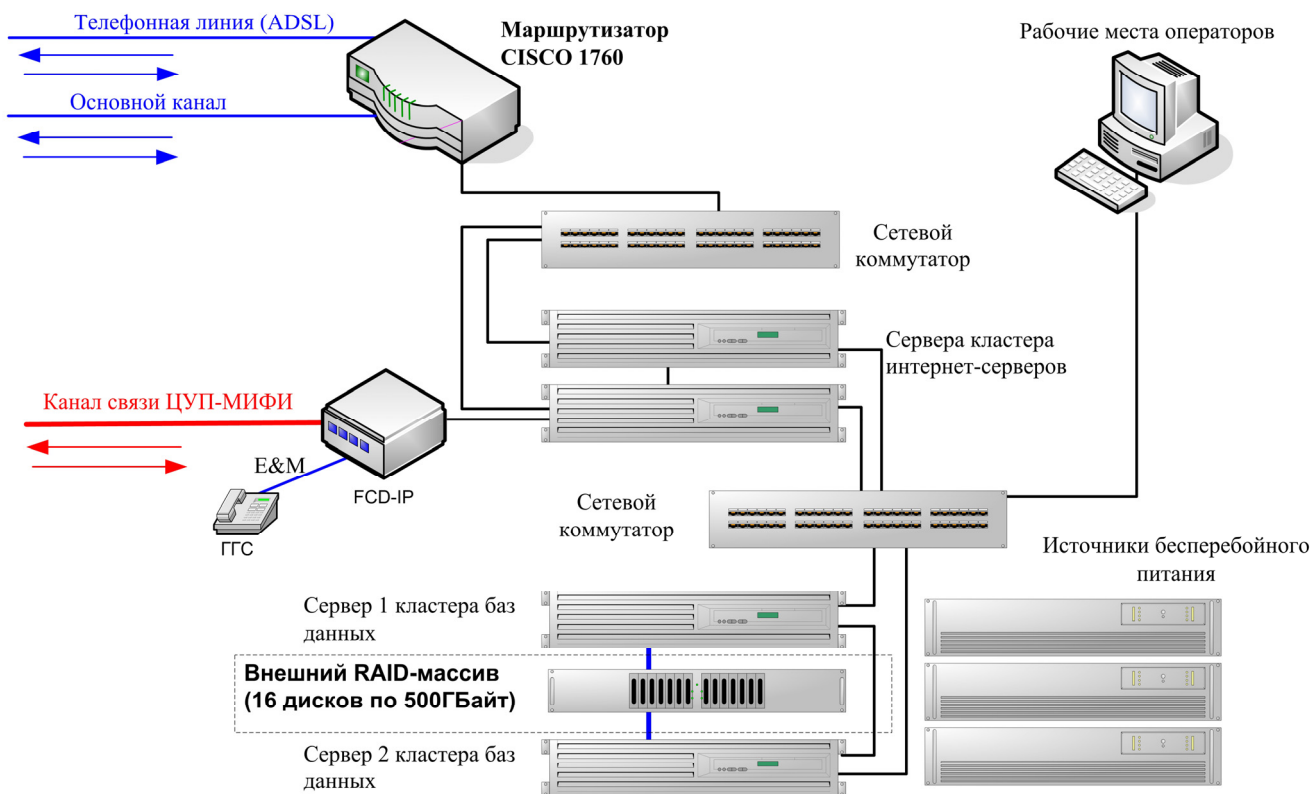 Телефонная линия (ADSL)
Маршрутизатор
CISCO 1760
Рабочие места операторов
Основной канал
Сетевой
коммутатор
Сервера кластера
интернет-серверов
Канал связи ЦУП-МИФИ
E&M
FCD-IP
ГГС
Сетевой
коммутатор
Источники бесперебойного
питания
Сервер 1 кластера баз
данных
Внешний RAID-массив
(16 дисков по 500ГБайт)
Сервер 2 кластера баз
данных